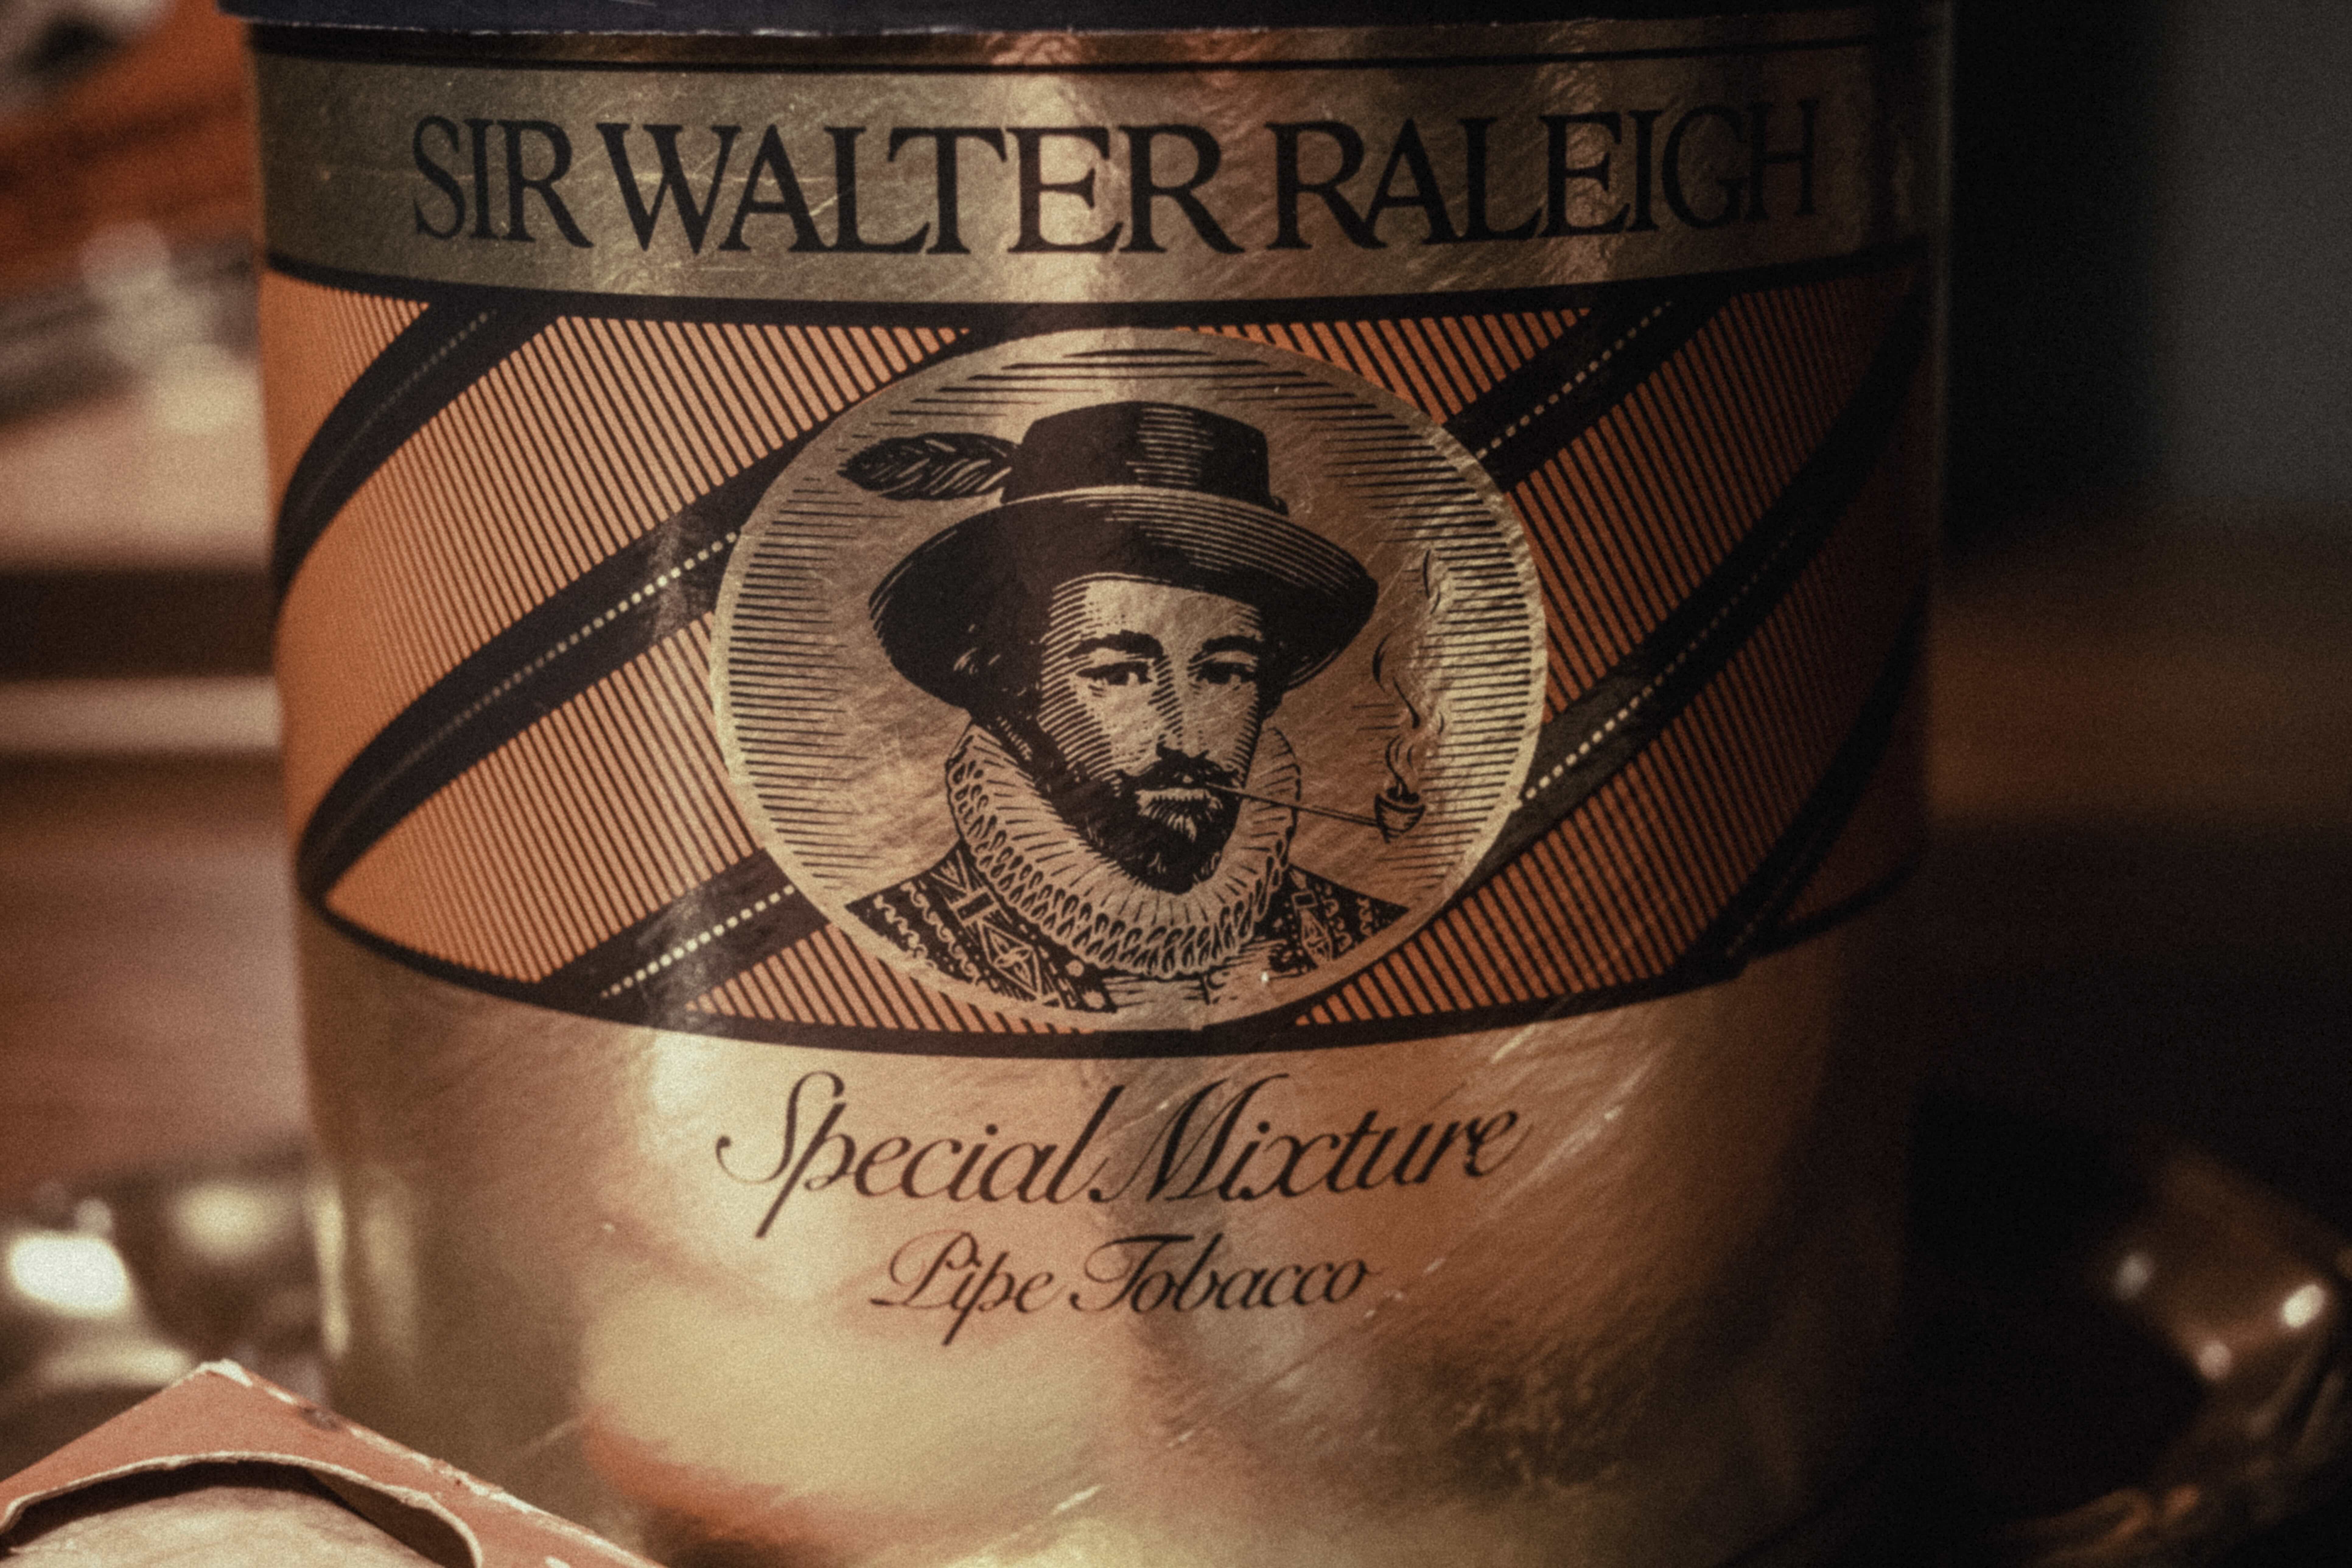 SIR WALTER RALEIGH
Special Mixture
Pipe Tobacco